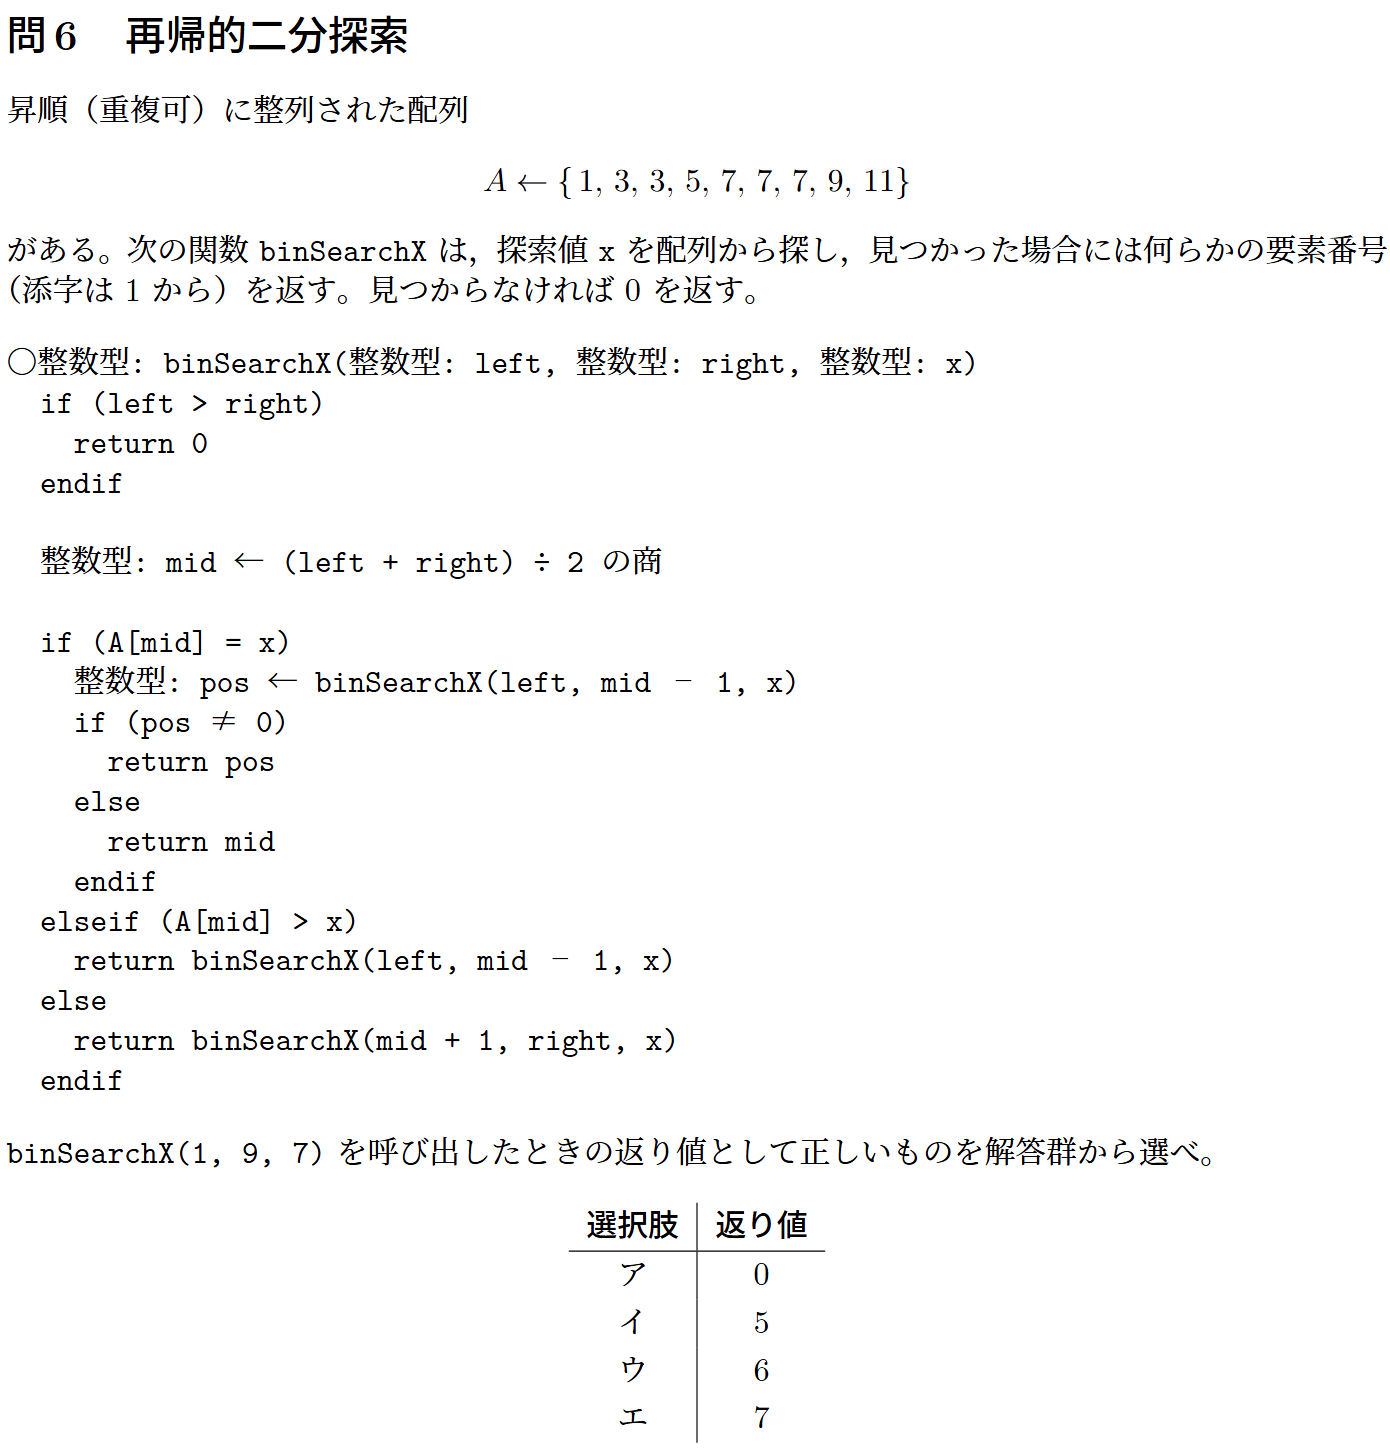 問 6　再帰的二分探索
昇順（重複可）に整列された配列
A ← { 1, 3, 3, 5, 7, 7, 7, 9, 11}
がある。次の関数 binSearchX は，探索値 x を配列から探し，見つかった場合には何らかの要素番号
（添字は 1 から）を返す。見つからなければ 0 を返す。
○整数型: binSearchX(整数型: left, 整数型: right, 整数型: x)
  if (left > right)
    return 0
  endif
  整数型: mid ← (left + right) ÷ 2 の商
  if (A[mid] = x)
    整数型: pos ← binSearchX(left, mid − 1, x)
    if (pos ≠ 0)
      return pos
    else
      return mid
    endif
  elseif (A[mid] > x)
    return binSearchX(left, mid − 1, x)
  else
    return binSearchX(mid + 1, right, x)
  endif
binSearchX(1, 9, 7) を呼び出したときの返り値として正しいものを解答群から選べ。
選択肢 返り値
ア 0
イ 5
ウ 6
エ 7